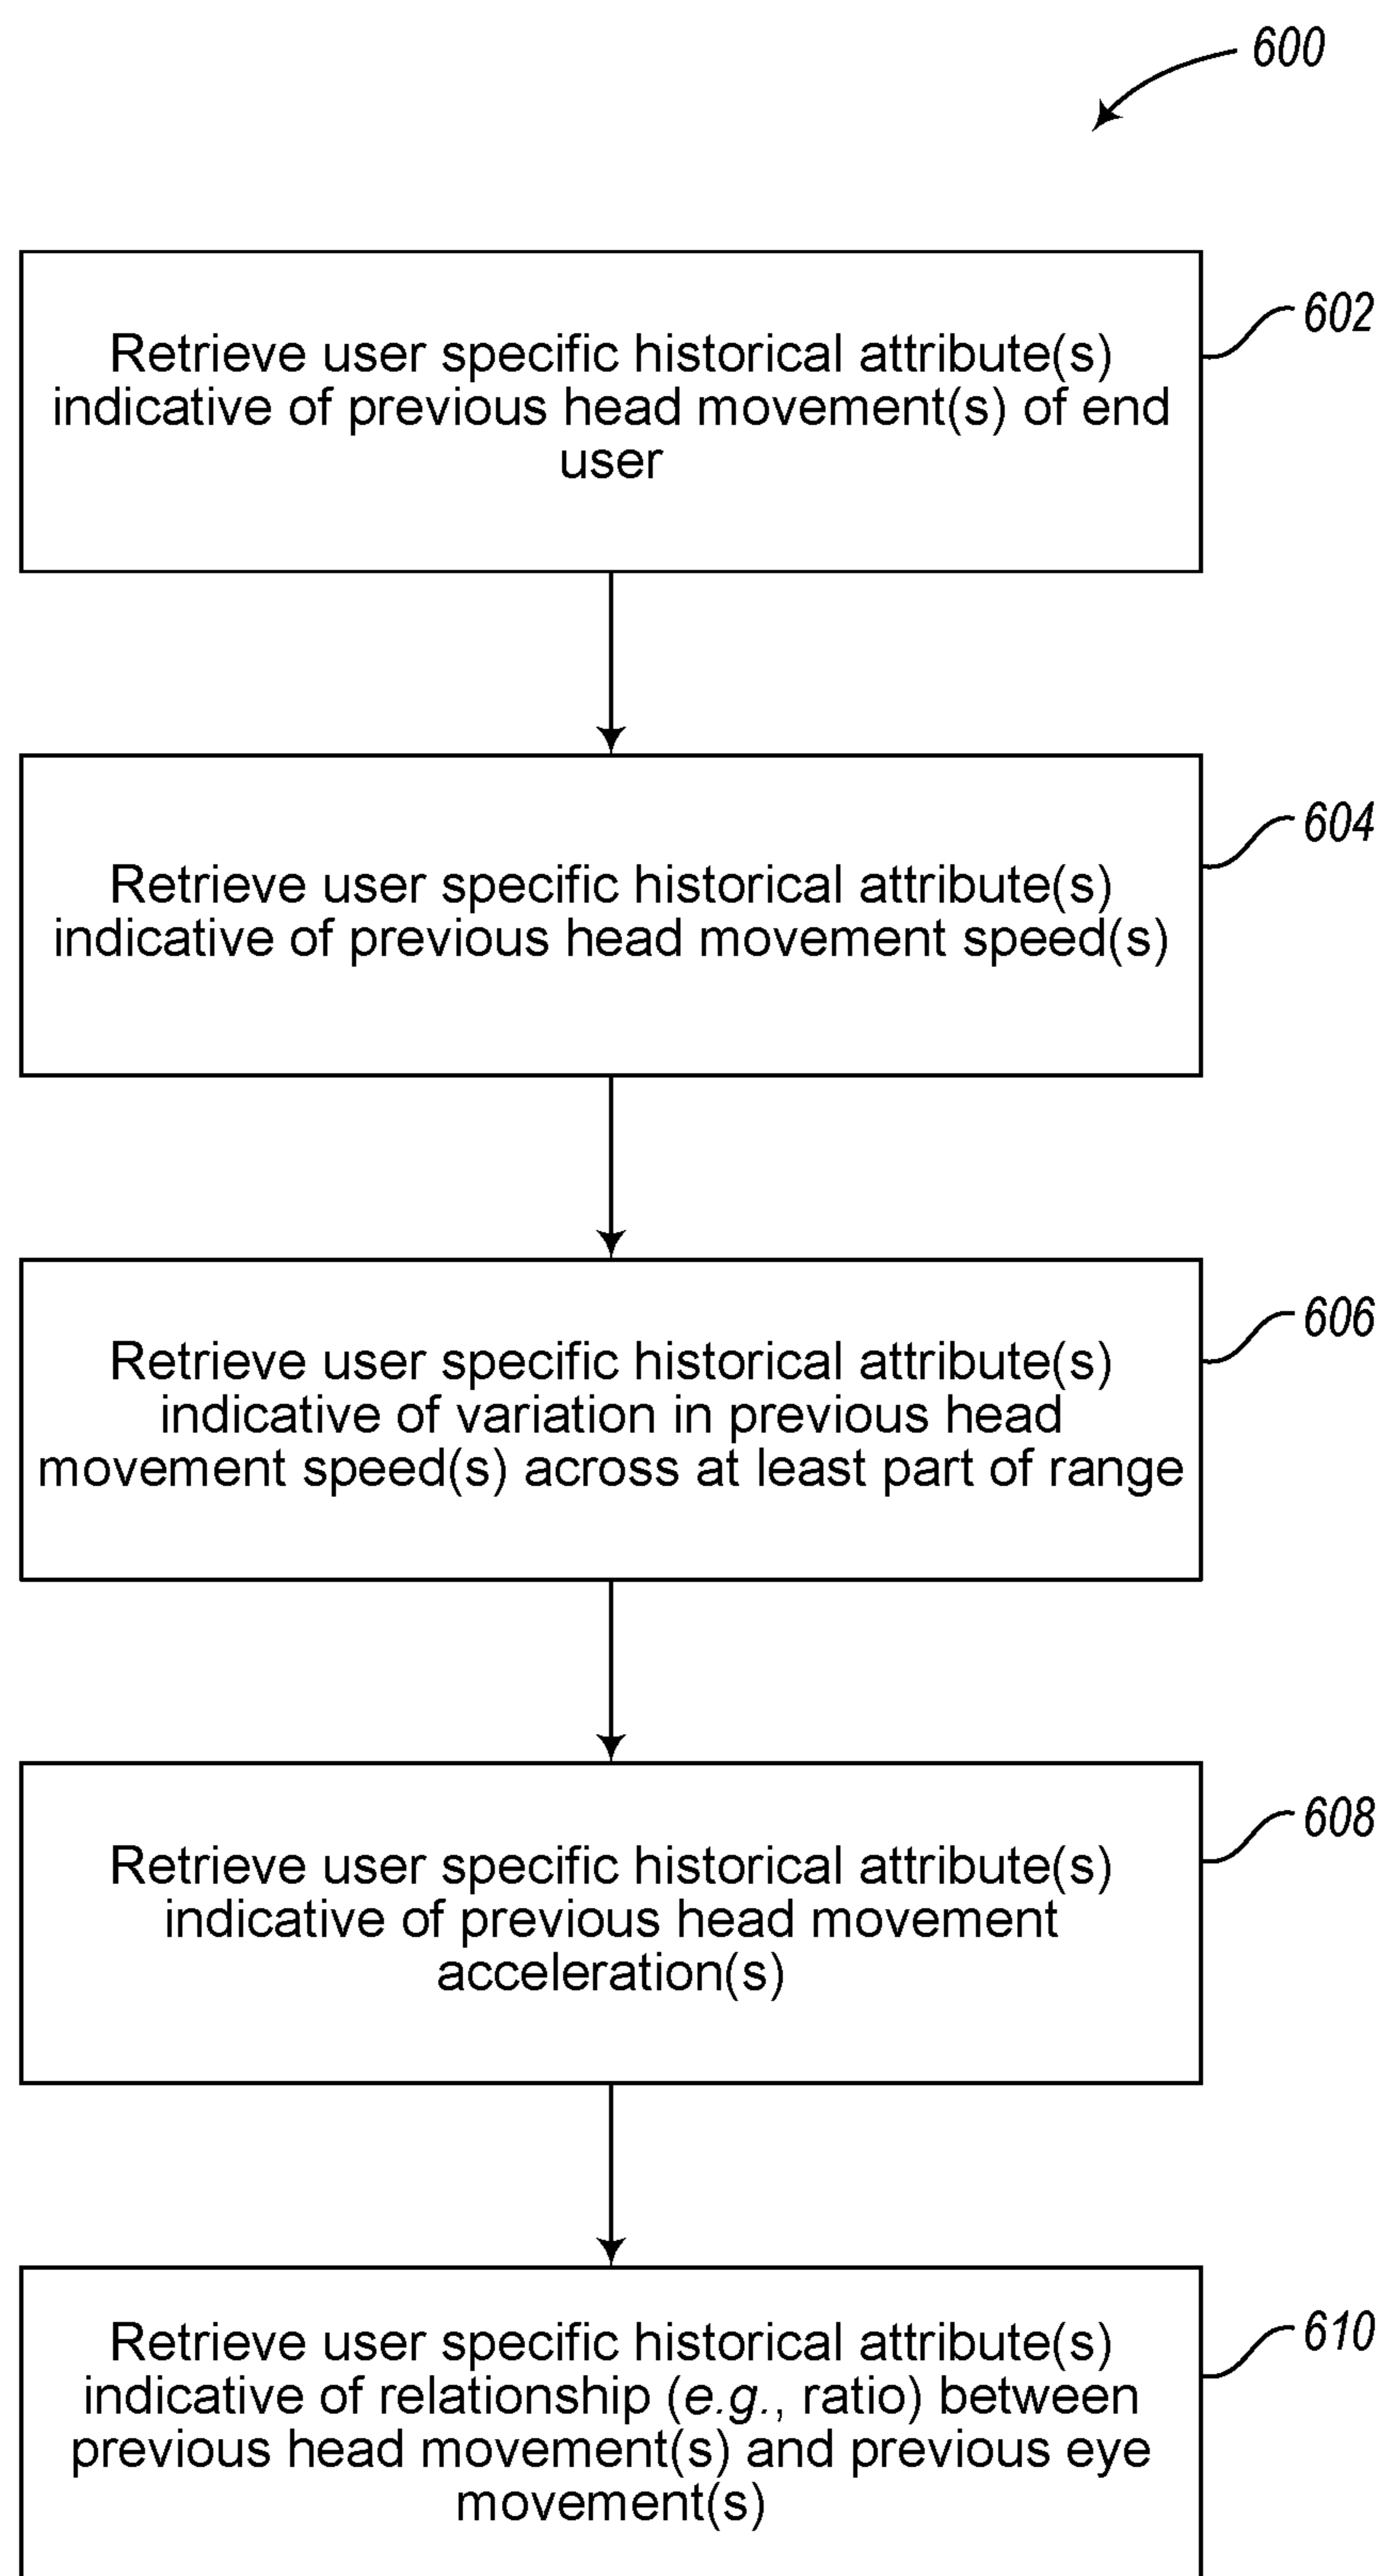 600
Retrieve user specific historical attribute(s)
indicative of previous head movement(s) of end
user
602
Retrieve user specific historical attribute(s)
indicative of previous head movement speed(s)
604
Retrieve user specific historical attribute(s)
indicative of variation in previous head
movement speed(s) across at least part of range
606
Retrieve user specific historical attribute(s)
indicative of previous head movement
acceleration(s)
608
Retrieve user specific historical attribute(s)
indicative of relationship (e.g., ratio) between
previous head movement(s) and previous eye
movement(s)
610